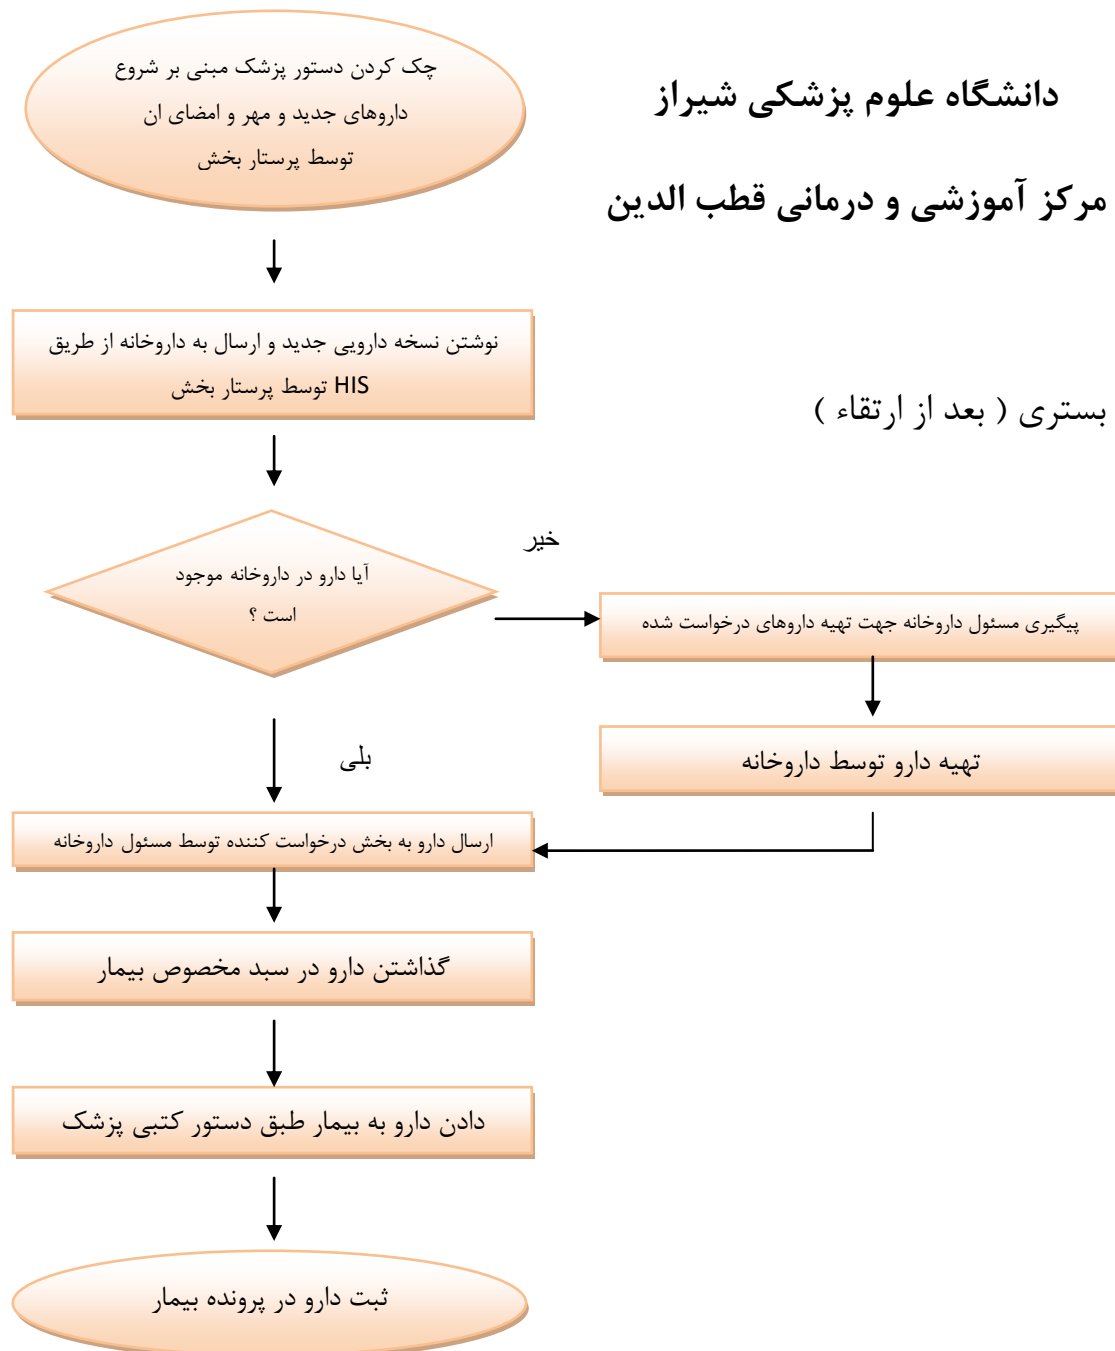 دانشگاه علوم پزشکی شیراز
مرکز آموزشی و درمانی قطب الدین
بستری ( بعد از ارتقاء )
چک کردن دستور پزشک مبنی بر شروع
داروهای جدید و مهر و امضای ان
توسط پرستار بخش
نوشتن نسخه دارویی جدید و ارسال به داروخانه از طریق
HIS توسط پرستار بخش
آیا دارو در داروخانه موجود
است ؟
خیر
پیگیری مسئول داروخانه جهت تهیه داروهای درخواست شده
تهیه دارو توسط داروخانه
بلی
ارسال دارو به بخش درخواست کننده توسط مسئول داروخانه
گذاشتن دارو در سبد مخصوص بیمار
دادن دارو به بیمار طبق دستور کتبی پزشک
ثبت دارو در پرونده بیمار